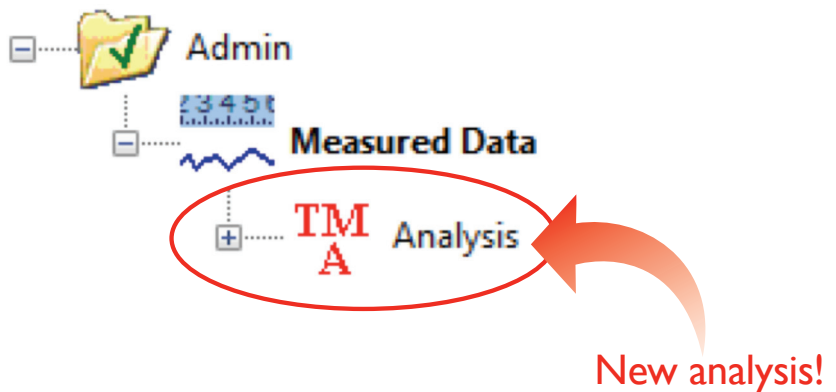 Admin
23456
Measured Data
TM
A
Analysis
New analysis!